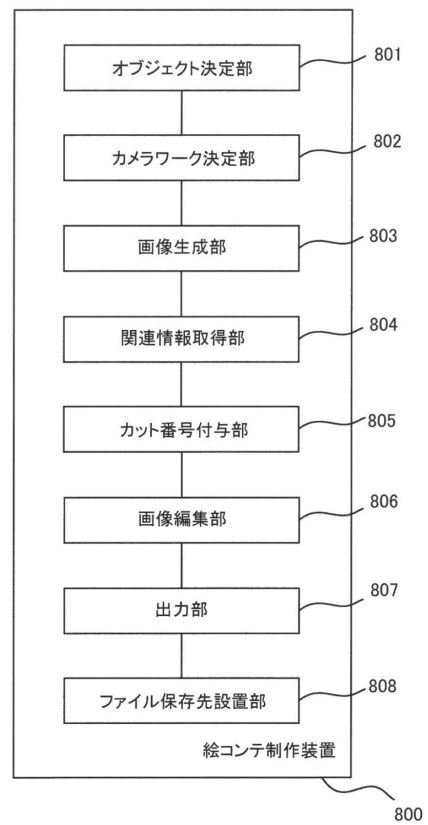 オブジェクト決定部 801
カメラワーク決定部 802
画像生成部 803
関連情報取得部 804
カット番号付与部 805
画像編集部 806
出力部 807
ファイル保存先設置部 808
絵コンテ制作装置
800